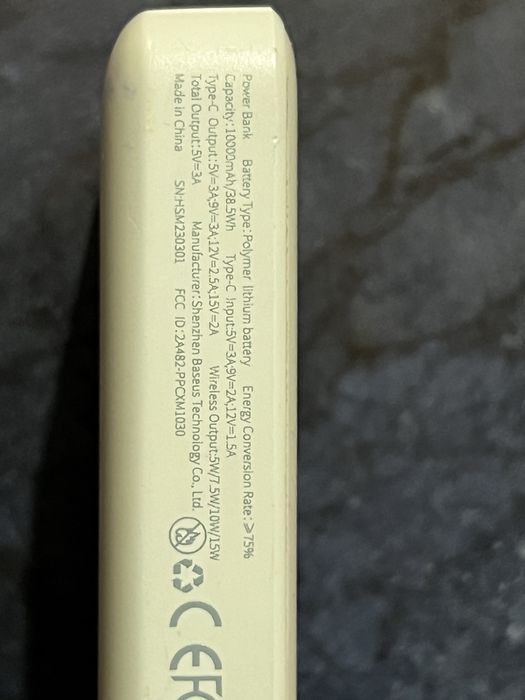 Power Bank Battery Type:Polymer lithium battery Energy Conversion Rate:≥75%
Capacity:10000mAh/38.5Wh Type-C Input:5V=3A;9V=2A;12V=1.5A
Type-C Output:5V=3A;9V=3A;12V=2.5A;15V=2A Wireless Output:5W/7.5W/10W/15W
Total Output:5V=3A Manufacturer:Shenzhen Baseus Technology Co., Ltd.
Made in China SN:HSM230301 FCC ID:2A482-PPCXM1030
CE FC